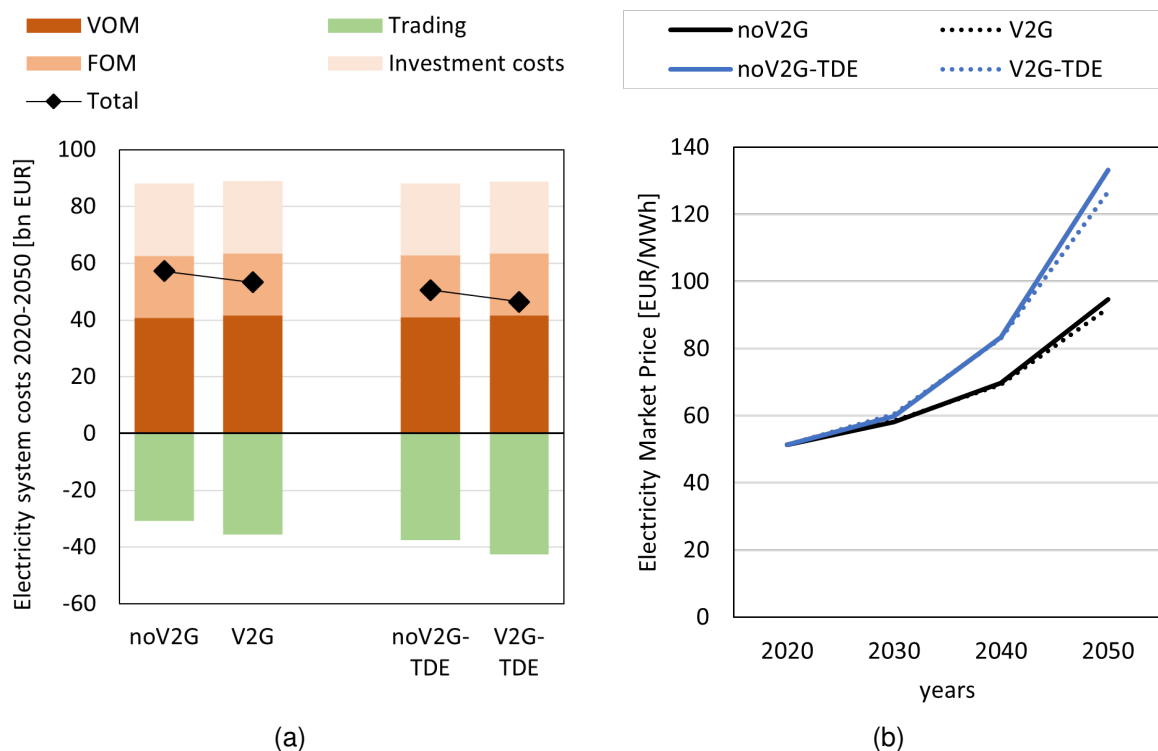 VOM
Trading
FOM
Investment costs
Total
Electricity system costs 2020-2050 [bn EUR]
100
80
60
40
20
0
-20
-40
-60
noV2G
V2G
noV2G-
TDE
V2G-
TDE
(a)
noV2G
V2G
noV2G-TDE
V2G-TDE
Electricity Market Price [EUR/MWh]
140
120
100
80
60
40
20
0
2020
2030
2040
2050
years
(b)